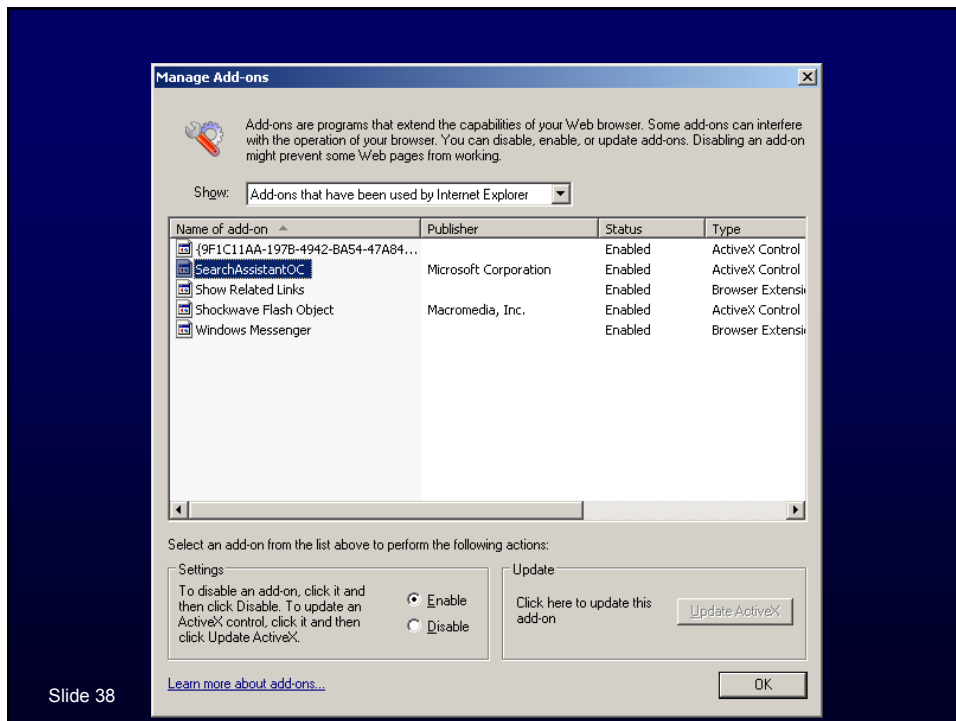 Manage Add-ons
Add-ons are programs that extend the capabilities of your Web browser. Some add-ons can interfere
with the operation of your browser. You can disable, enable, or update add-ons. Disabling an add-on
might prevent some Web pages from working.
Show: Add-ons that have been used by Internet Explorer
Name of add-on Publisher Status Type
{9F1C11AA-197B-4942-BA54-47A84... Enabled ActiveX Control
SearchAssistantOC Microsoft Corporation Enabled ActiveX Control
Show Related Links Enabled Browser Extensi
Shockwave Flash Object Macromedia, Inc. Enabled ActiveX Control
Windows Messenger Enabled Browser Extensi
Select an add-on from the list above to perform the following actions:
Settings
To disable an add-on, click it and
then click Disable. To update an
ActiveX control, click it and then
click Update ActiveX.
Enable
Disable
Update
Click here to update this
add-on
Update ActiveX
Learn more about add-ons...
OK
Slide 38